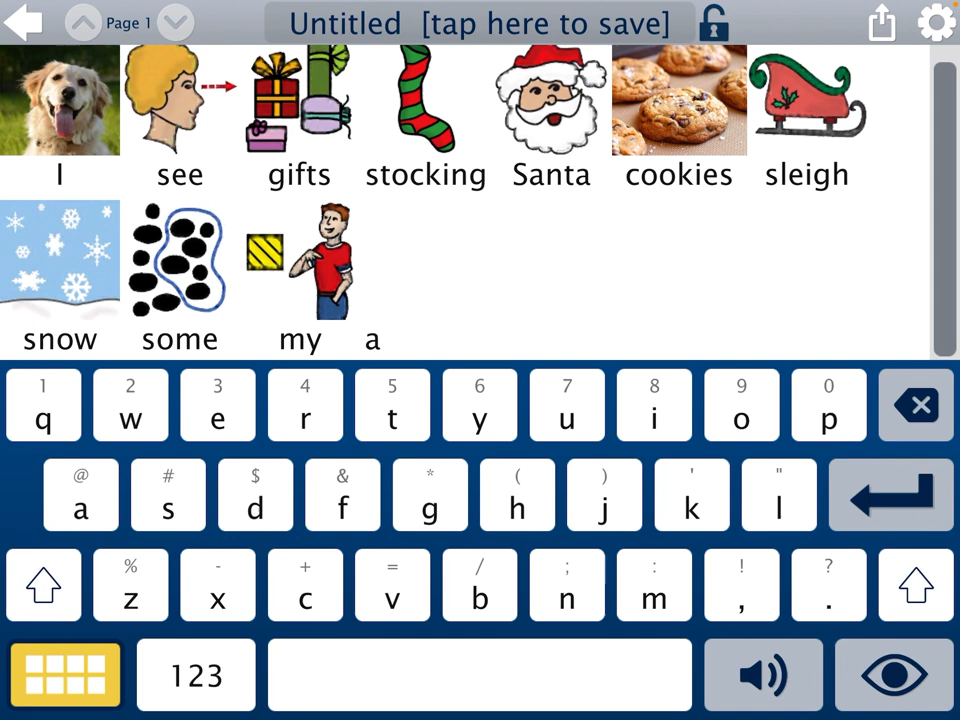 Page 1 Untitled [tap here to save]
I see gifts stocking Santa cookies sleigh
snow some my a
1 2 3 4 5 6 7 8 9 0
q w e r t y u i o p
@ # $ & * ( ) ' "
a s d f g h j k l
% - + = / ; : ! ?
z x c v b n m , .
123